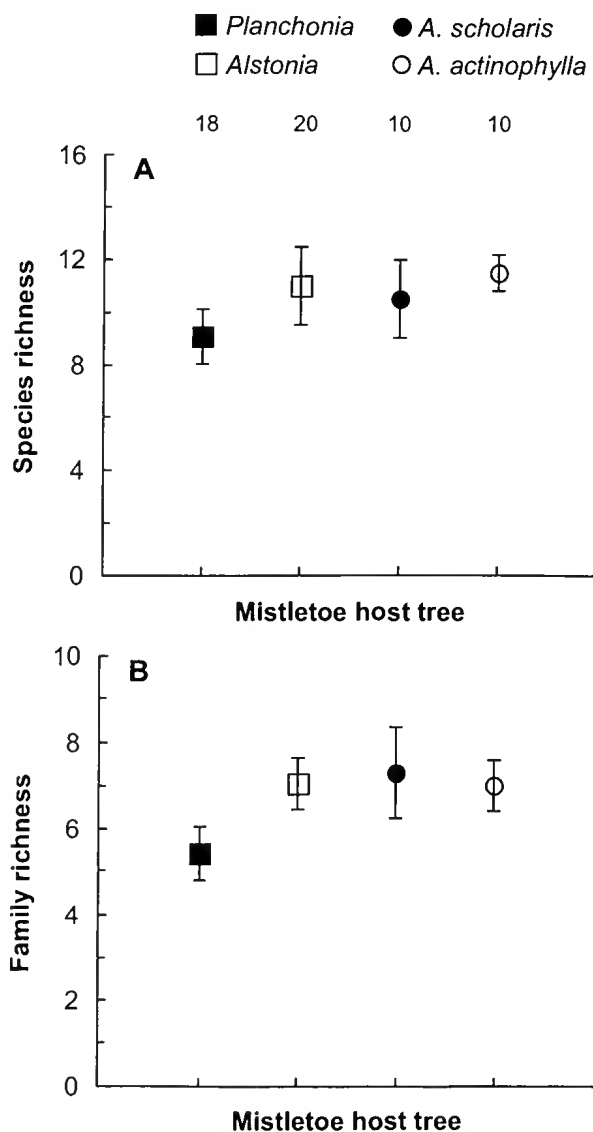 Planchonia A. scholaris
Alstonia A. actinophylla
18 20 10 10
16
A
12
8
4
0
Species richness
Mistletoe host tree
10
B
8
6
4
2
0
Family richness
Mistletoe host tree